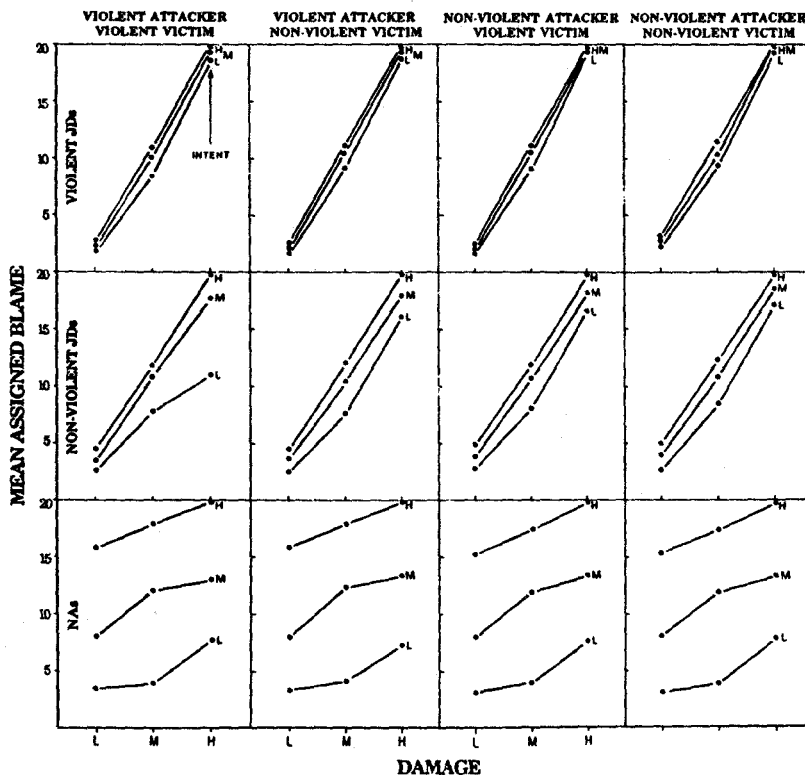 VIOLENT ATTACKER VIOLENT ATTACKER NON-VIOLENT ATTACKER NON-VIOLENT ATTACKER
VIOLENT VICTIM NON-VIOLENT VICTIM VIOLENT VICTIM NON-VIOLENT VICTIM
MEAN ASSIGNED BLAME
VIOLENT JDs
20
15
10
5
H M L
INTENT
H M L
HM L
HM L
NON-VIOLENT JDs
20
15
10
5
H M L
H M L
H M L
H M L
NAs
20
15
10
5
H M L
H M L
H M L
H M L
L M H L M H L M H L M H
DAMAGE